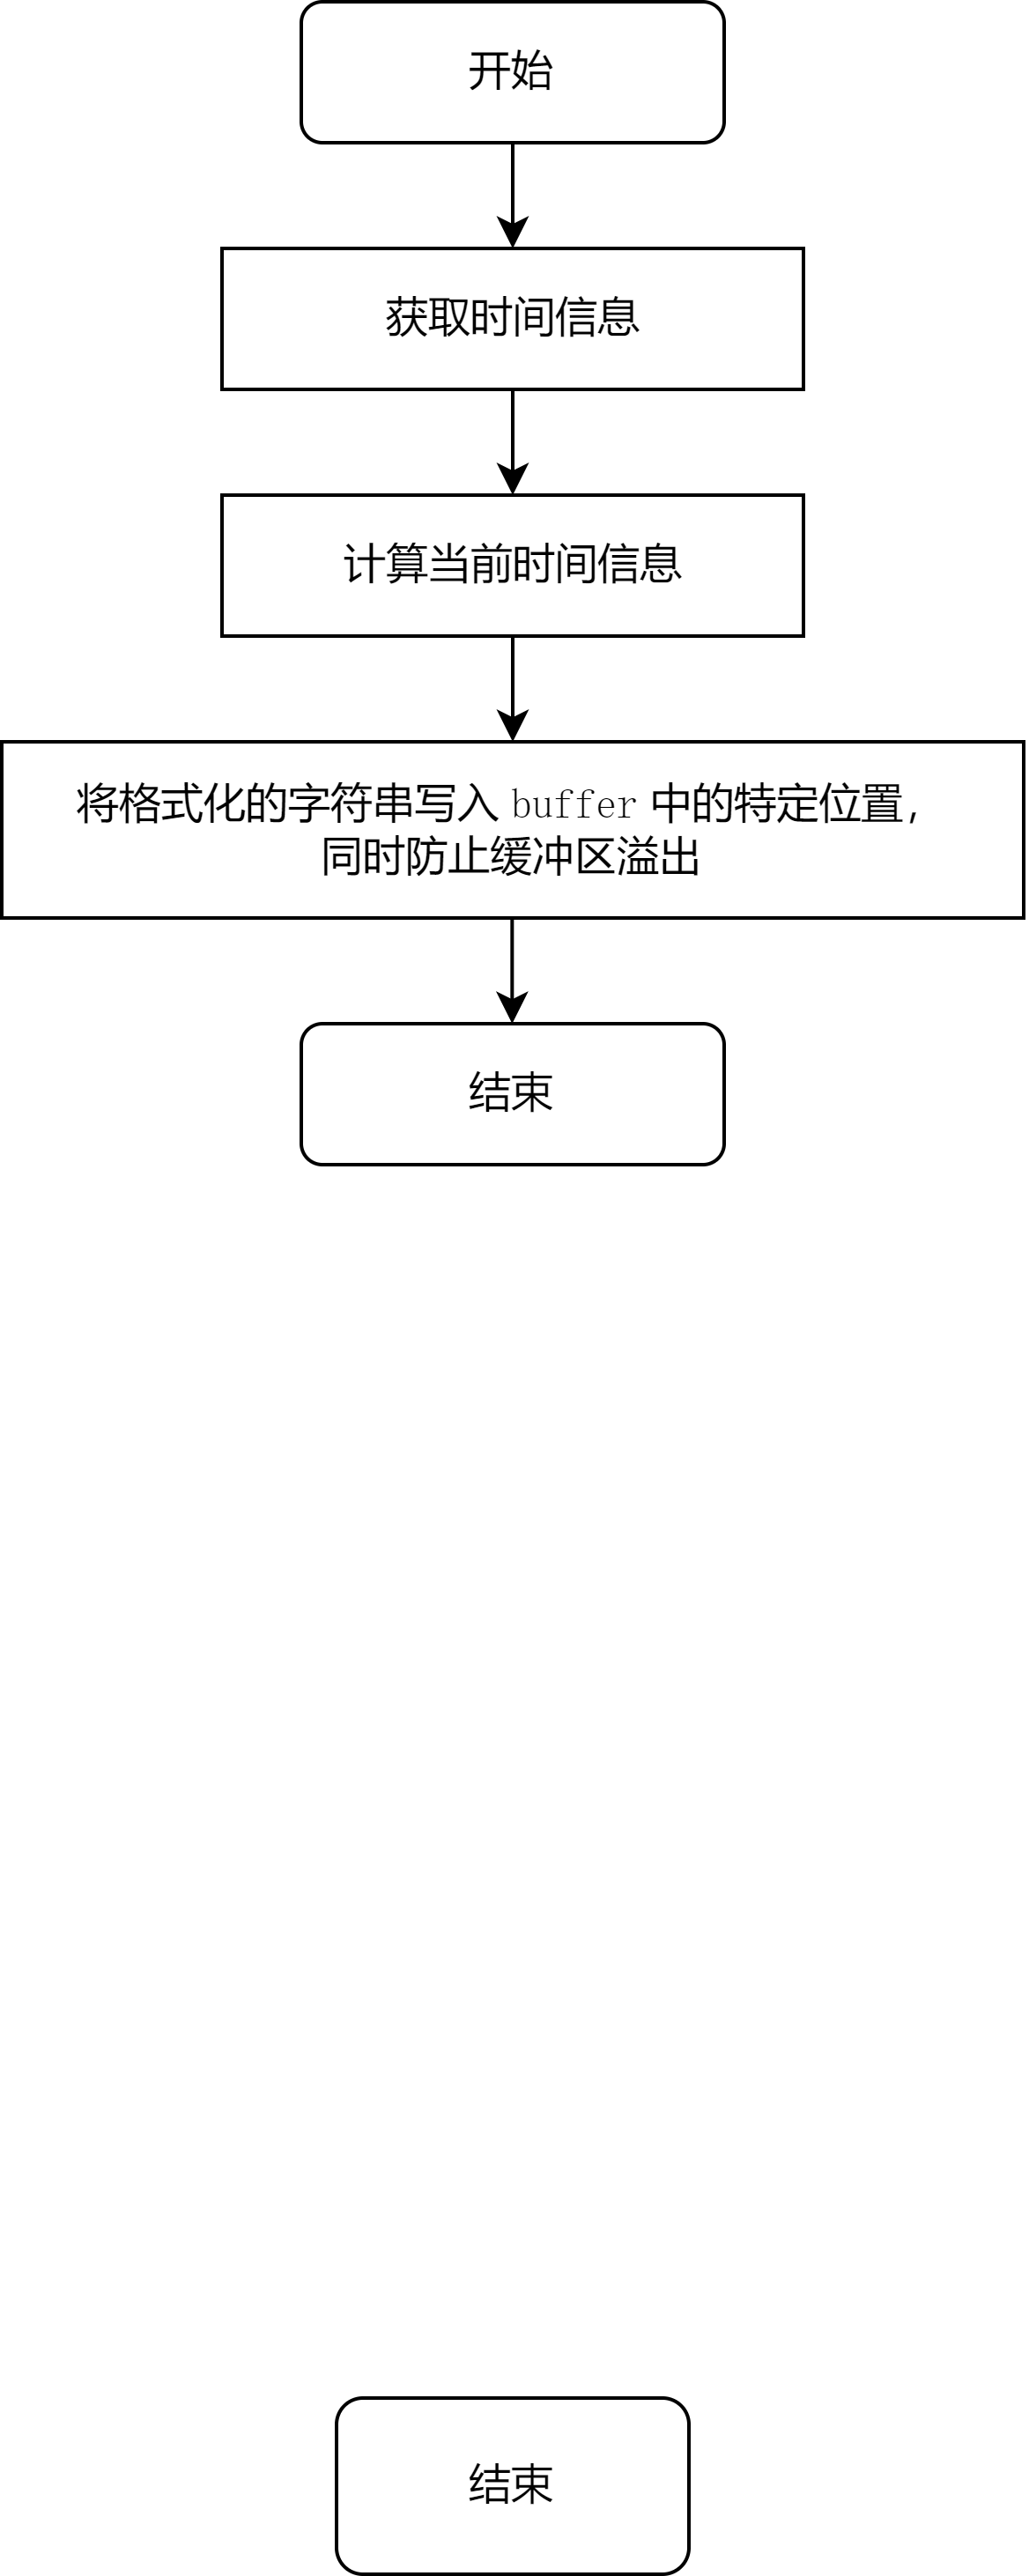 开始
获取时间信息
计算当前时间信息
将格式化的字符串写入 buffer 中的特定位置，
同时防止缓冲区溢出
结束
结束